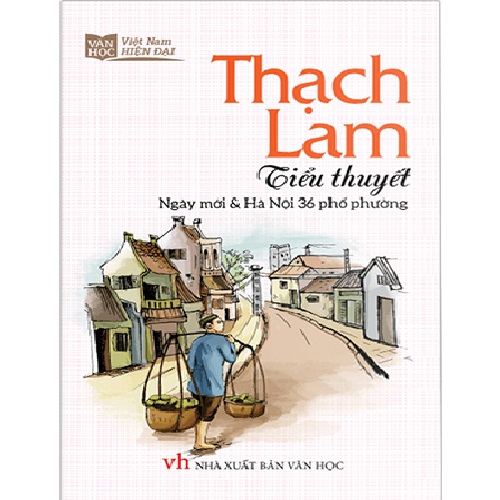 VĂN HỌC
Việt Nam
HIỆN ĐẠI
Thạch
Lam
Tiểu thuyết
Ngày mới & Hà Nội 36 phố phường
vh NHÀ XUẤT BẢN VĂN HỌC